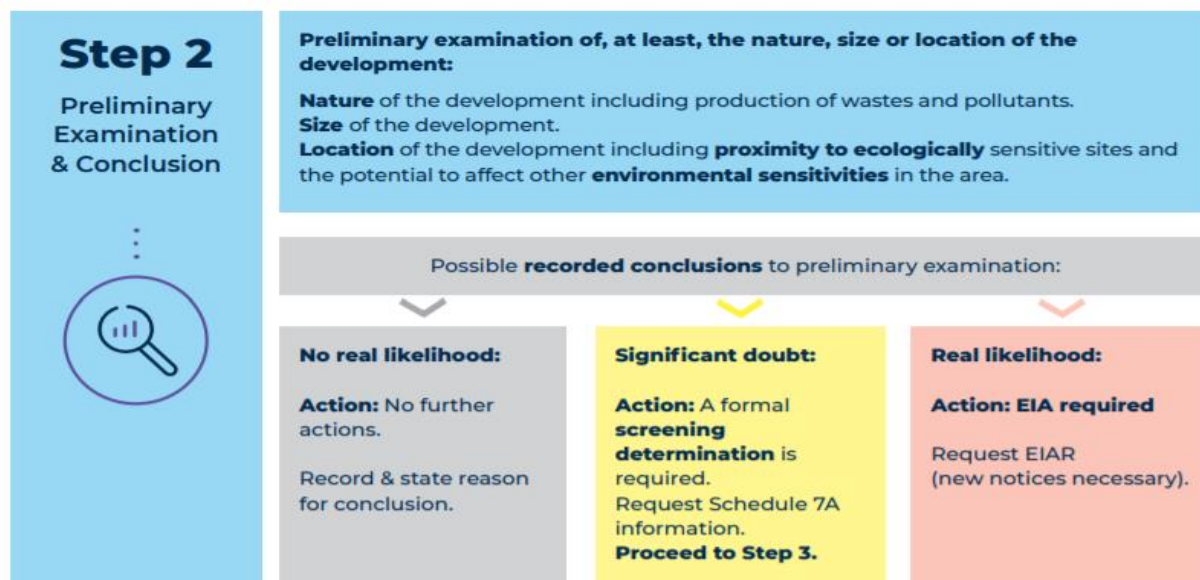 Step 2
Preliminary
Examination
& Conclusion
Preliminary examination of, at least, the nature, size or location of the
development:
Nature of the development including production of wastes and pollutants.
Size of the development.
Location of the development including proximity to ecologically sensitive sites and
the potential to affect other environmental sensitivities in the area.
Possible recorded conclusions to preliminary examination:
No real likelihood:
Action: No further
actions.
Record & state reason
for conclusion.
Significant doubt:
Action: A formal
screening
determination is
required.
Request Schedule 7A
information.
Proceed to Step 3.
Real likelihood:
Action: EIA required
Request EIAR
(new notices necessary).